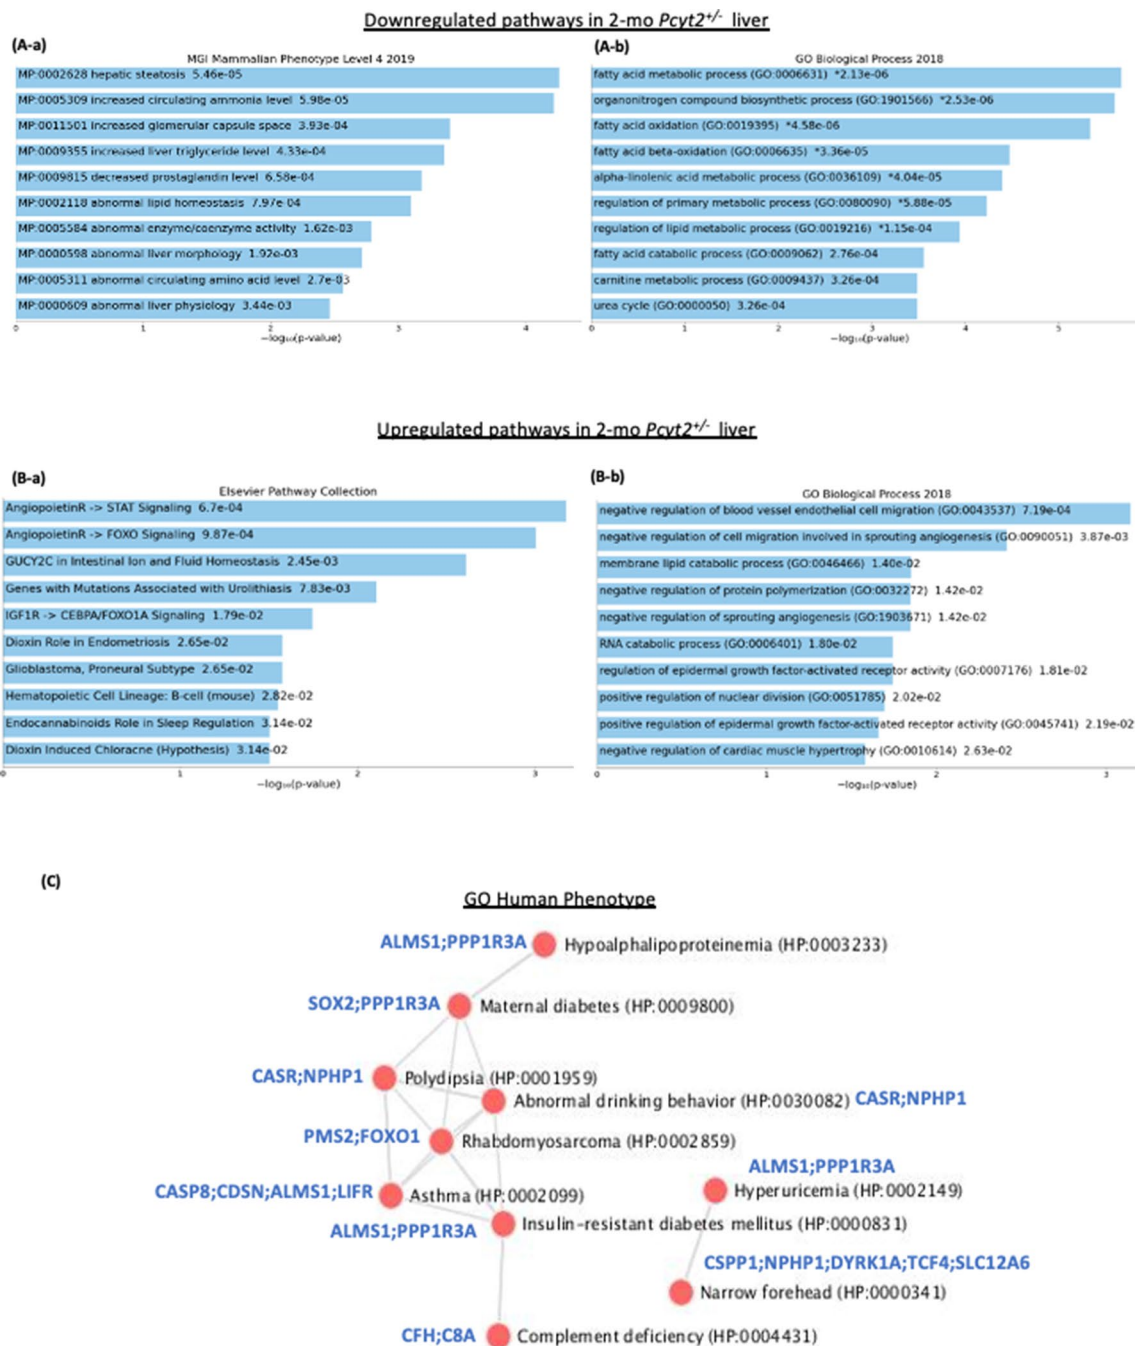 Downregulated pathways in 2-mo Pcyt2+/- liver
(A-a)
MGI Mammalian Phenotype Level 4 2019
MP:0002628 hepatic steatosis 5.46e-05
MP:0005309 increased circulating ammonia level 5.98e-05
MP:0011501 increased glomerular capsule space 3.93e-04
MP:0009355 increased liver triglyceride level 4.33e-04
MP:0009815 decreased prostaglandin level 6.58e-04
MP:0002118 abnormal lipid homeostasis 7.97e-04
MP:0005584 abnormal enzyme/coenzyme activity 1.62e-03
MP:0000598 abnormal liver morphology 1.92e-03
MP:0005311 abnormal circulating amino acid level 2.7e-03
MP:0000609 abnormal liver physiology 3.44e-03
0 1 2 3 4
−log₁₀(p-value)
(A-b)
GO Biological Process 2018
fatty acid metabolic process (GO:0006631) *2.13e-06
organonitrogen compound biosynthetic process (GO:1901566) *2.53e-06
fatty acid oxidation (GO:0019395) *4.58e-06
fatty acid beta-oxidation (GO:0006635) *3.36e-05
alpha-linolenic acid metabolic process (GO:0036109) *4.04e-05
regulation of primary metabolic process (GO:0080090) *5.88e-05
regulation of lipid metabolic process (GO:0019216) *1.15e-04
fatty acid catabolic process (GO:0009062) 2.76e-04
carnitine metabolic process (GO:0009437) 3.26e-04
urea cycle (GO:0000050) 3.26e-04
0 1 2 3 4 5
−log₁₀(p-value)
Upregulated pathways in 2-mo Pcyt2+/- liver
(B-a)
Elsevier Pathway Collection
AngiopoietinR -> STAT Signaling 6.7e-04
AngiopoietinR -> FOXO Signaling 9.87e-04
GUCY2C in Intestinal Ion and Fluid Homeostasis 2.45e-03
Genes with Mutations Associated with Urolithiasis 7.83e-03
IGF1R -> CEBPA/FOXO1A Signaling 1.79e-02
Dioxin Role in Endometriosis 2.65e-02
Glioblastoma, Proneural Subtype 2.65e-02
Hematopoietic Cell Lineage: B-cell (mouse) 2.82e-02
Endocannabinoids Role in Sleep Regulation 3.14e-02
Dioxin Induced Chloracne (Hypothesis) 3.14e-02
0 1 2 3
−log₁₀(p-value)
(B-b)
GO Biological Process 2018
negative regulation of blood vessel endothelial cell migration (GO:0043537) 7.19e-04
negative regulation of cell migration involved in sprouting angiogenesis (GO:0090051) 3.87e-03
membrane lipid catabolic process (GO:0046466) 1.40e-02
negative regulation of protein polymerization (GO:0032272) 1.42e-02
negative regulation of sprouting angiogenesis (GO:1903671) 1.42e-02
RNA catabolic process (GO:0006401) 1.80e-02
regulation of epidermal growth factor-activated receptor activity (GO:0007176) 1.81e-02
positive regulation of nuclear division (GO:0051785) 2.02e-02
positive regulation of epidermal growth factor-activated receptor activity (GO:0045741) 2.19e-02
negative regulation of cardiac muscle hypertrophy (GO:0010614) 2.63e-02
0 1 2 3
−log₁₀(p-value)
(C)
GO Human Phenotype
ALMS1;PPP1R3A Hypoalphalipoproteinemia (HP:0003233)
SOX2;PPP1R3A Maternal diabetes (HP:0009800)
CASR;NPHP1 Polydipsia (HP:0001959)
Abnormal drinking behavior (HP:0030082) CASR;NPHP1
PMS2;FOXO1 Rhabdomyosarcoma (HP:0002859)
ALMS1;PPP1R3A
Hyperuricemia (HP:0002149)
CASP8;CDSN;ALMS1;LIFR Asthma (HP:0002099)
ALMS1;PPP1R3A Insulin-resistant diabetes mellitus (HP:0000831)
CSPP1;NPHP1;DYRK1A;TCF4;SLC12A6
Narrow forehead (HP:0000341)
CFH;C8A Complement deficiency (HP:0004431)